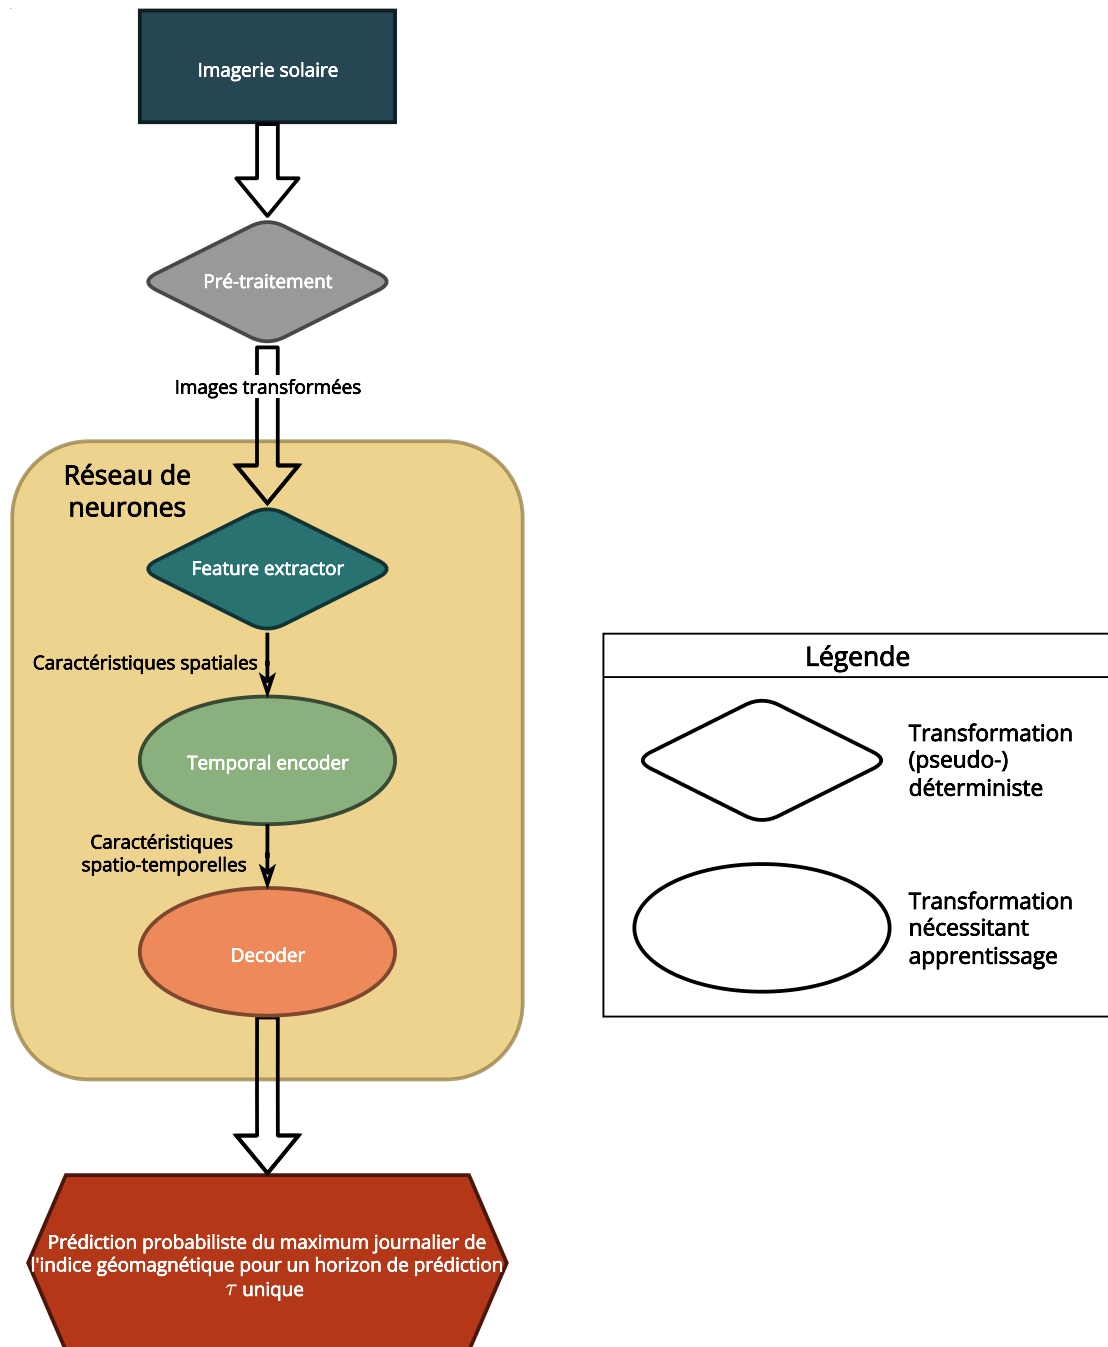 Imagerie solaire
Pré-traitement
Images transformées
Réseau de
neurones
Feature extractor
Caractéristiques spatiales
Temporal encoder
Caractéristiques
spatio-temporelles
Decoder
Prédiction probabiliste du maximum journalier de
l'indice géomagnétique pour un horizon de prédiction
τ unique
Légende
Transformation
(pseudo-)
déterministe
Transformation
nécessitant
apprentissage